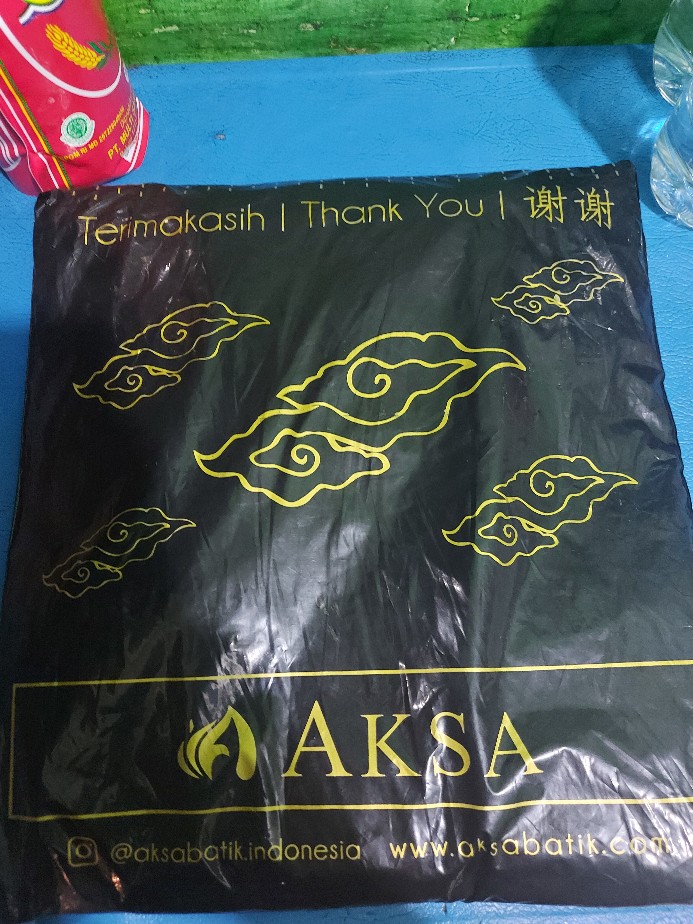 Terimakasih | Thank You | 谢谢
AKSA
@aksabatik.indonesia www.aksabatik.com